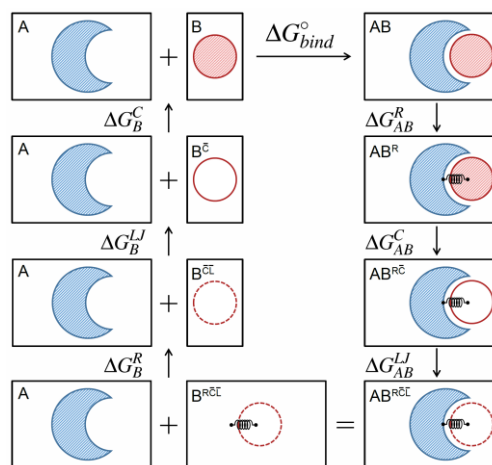 A + B ΔG°bind AB
ΔG^C_B ΔG^R_AB
A + B^C̄ AB^R
ΔG^LJ_B ΔG^C_AB
A + B^C̄L̄ AB^RC̄
ΔG^R_B ΔG^LJ_AB
A + B^RC̄L̄ = AB^RC̄L̄